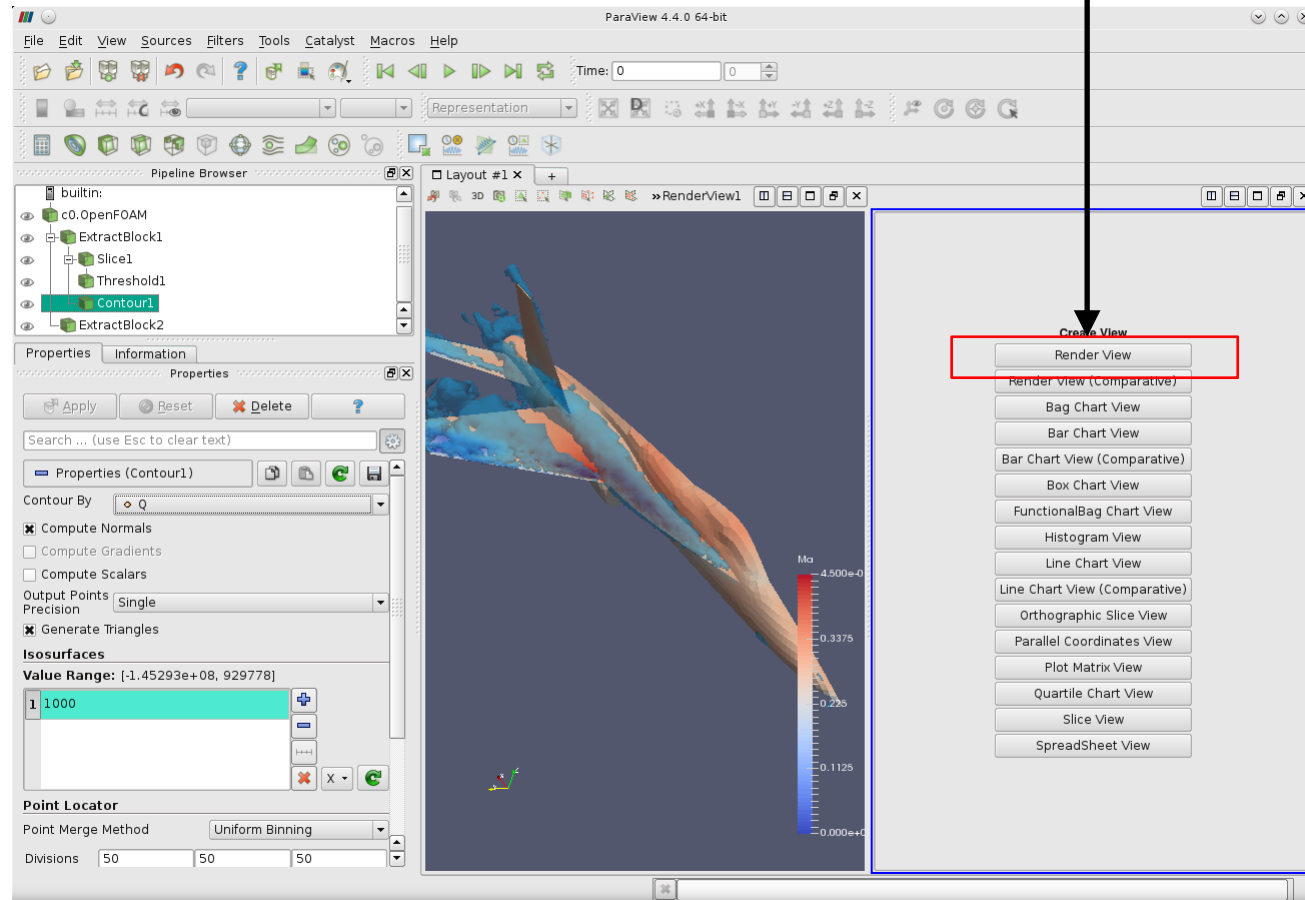 ParaView 4.4.0 64-bit
File Edit View Sources Filters Tools Catalyst Macros Help
Time: 0 0
Representation
Pipeline Browser
Layout #1 +
builtin:
3D »RenderView1
c0.OpenFOAM
ExtractBlock1
Slice1
Threshold1
Contour1
ExtractBlock2
Properties Information
Properties
Apply Reset Delete ?
Search ... (use Esc to clear text)
Properties (Contour1)
Contour By Q
Compute Normals
Compute Gradients
Compute Scalars
Output Points Precision Single
Generate Triangles
Isosurfaces
Value Range: [-1.45293e+08, 929778]
1 1000
X
Point Locator
Point Merge Method Uniform Binning
Divisions 50 50 50
Ma
4.500e-0
0.3375
0.225
0.1125
0.000e+0
Create View
Render View
Render View (Comparative)
Bag Chart View
Bar Chart View
Bar Chart View (Comparative)
Box Chart View
FunctionalBag Chart View
Histogram View
Line Chart View
Line Chart View (Comparative)
Orthographic Slice View
Parallel Coordinates View
Plot Matrix View
Quartile Chart View
Slice View
SpreadSheet View